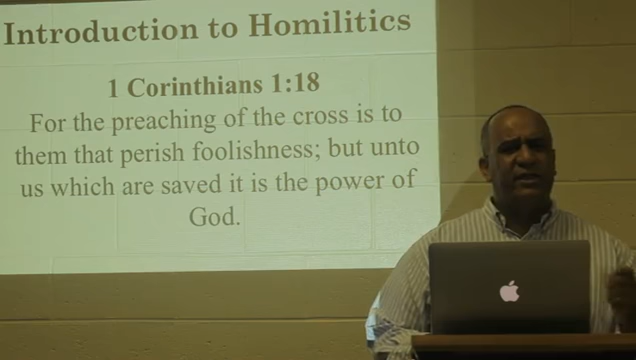 Introduction to Homilitics
1 Corinthians 1:18
For the preaching of the cross is to
them that perish foolishness; but unto
us which are saved it is the power of
God.